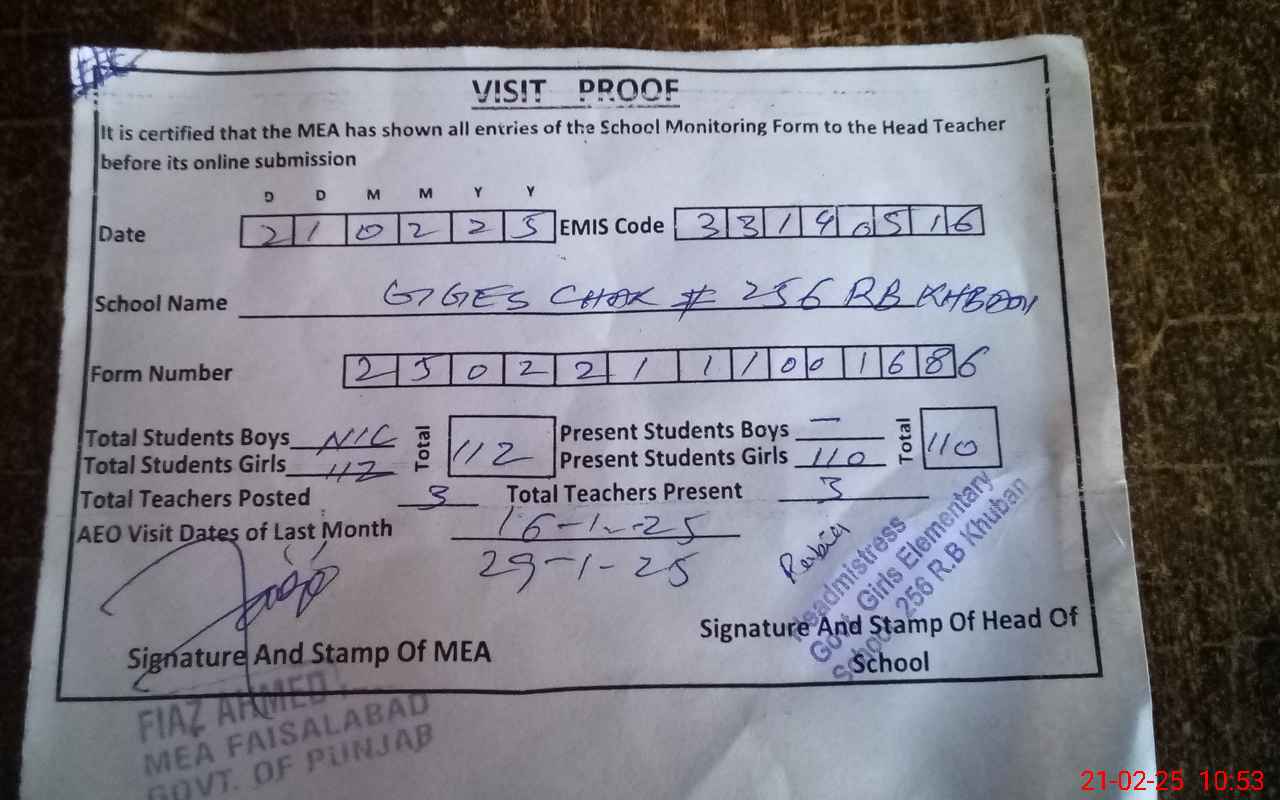 VISIT PROOF
It is certified that the MEA has shown all entries of the School Monitoring Form to the Head Teacher
before its online submission
D D M M Y Y
Date 2 1 0 2 2 5 EMIS Code 3 3 1 4 0 5 1 6
School Name GGES CHAK # 256 RB
Form Number 2 5 0 2 2 1 1 1 0 0 1 6 8 6
Total Students Boys NIL Total 112 Present Students Boys — Total 110
Total Students Girls 112 Present Students Girls 110
Total Teachers Posted 3 Total Teachers Present 3
AEO Visit Dates of Last Month 16-1-25
29-1-25
Headmistress
Govt. Girls Elementary
School 256 R.B Khuban
Signature And Stamp Of MEA
Signature And Stamp Of Head Of
School
FIAZ AHMED
MEA FAISALABAD
GOVT. OF PUNJAB
21-02-25 10:53